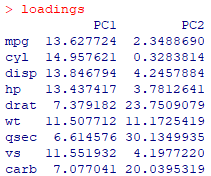 > loadings
PC1 PC2
mpg 13.627724 2.3488690
cyl 14.957621 0.3283814
disp 13.846794 4.2457884
hp 13.437417 3.7812641
drat 7.379182 23.7509079
wt 11.507712 11.1725419
qsec 6.614576 30.1349935
vs 11.551932 4.1977220
carb 7.077041 20.0395319